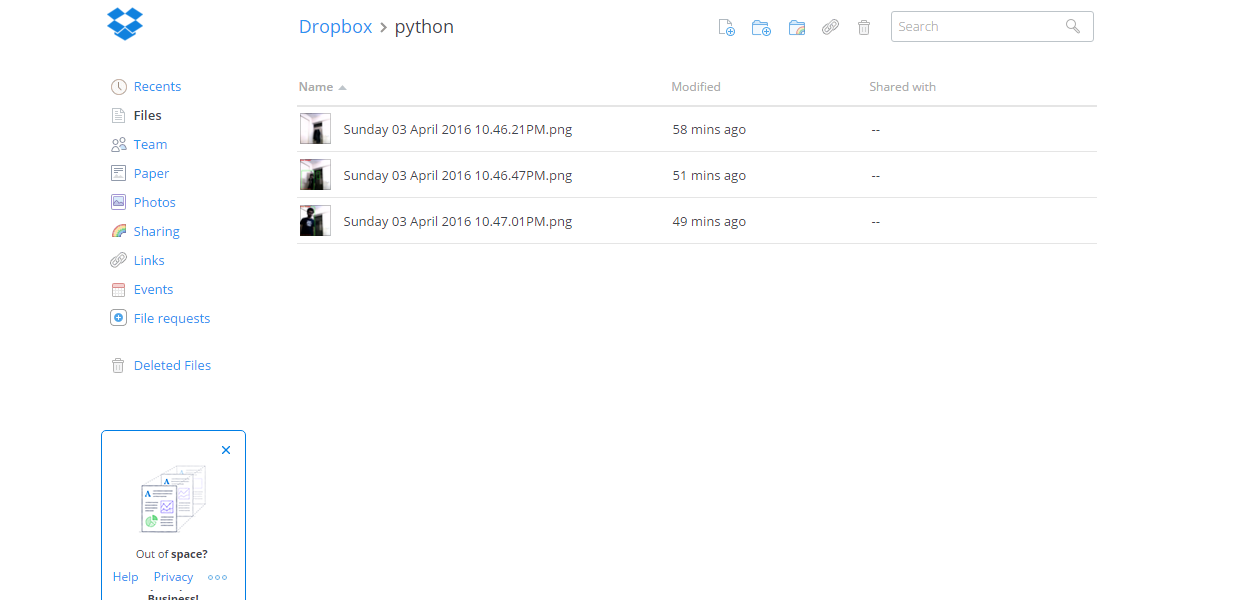 Dropbox > python
Search
Recents
Files
Team
Paper
Photos
Sharing
Links
Events
File requests
Deleted Files
Name Modified Shared with
Sunday 03 April 2016 10.46.21PM.png 58 mins ago --
Sunday 03 April 2016 10.46.47PM.png 51 mins ago --
Sunday 03 April 2016 10.47.01PM.png 49 mins ago --
A
A
Out of space?
Help Privacy
Business!